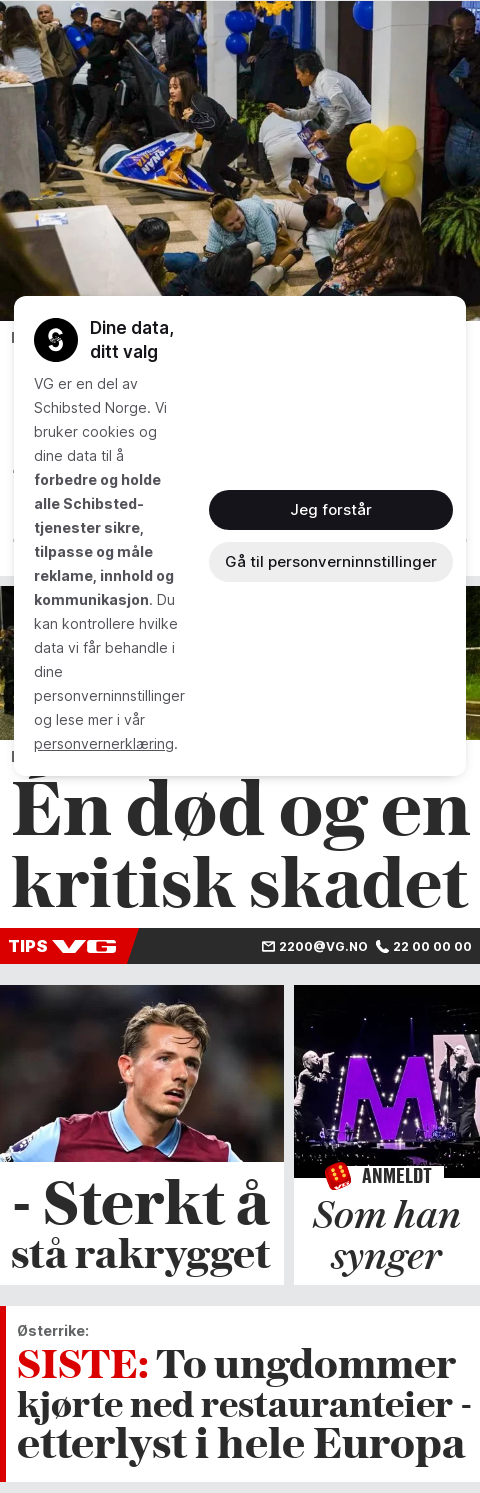 Dine data,
ditt valg
VG er en del av
Schibsted Norge. Vi
bruker cookies og
dine data til å
forbedre og holde
alle Schibsted-
tjenester sikre,
tilpasse og måle
reklame, innhold og
kommunikasjon. Du
kan kontrollere hvilke
data vi får behandle i
dine
personverninnstillinger
og lese mer i vår
personvernerklæring.
Jeg forstår
Gå til personverninnstillinger
Én død og en
kritisk skadet
TIPS VG 2200@VG.NO 22 00 00 00
- Sterkt å
stå rakrygget
ANMELDT
Som han
synger
Østerrike:
SISTE: To ungdommer
kjørte ned restauranteier -
etterlyst i hele Europa